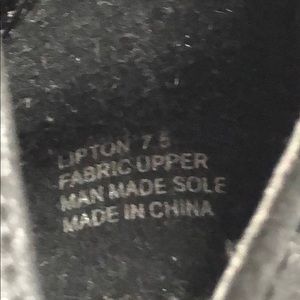 LIPTON 7.5
FABRIC UPPER
MAN MADE SOLE
MADE IN CHINA